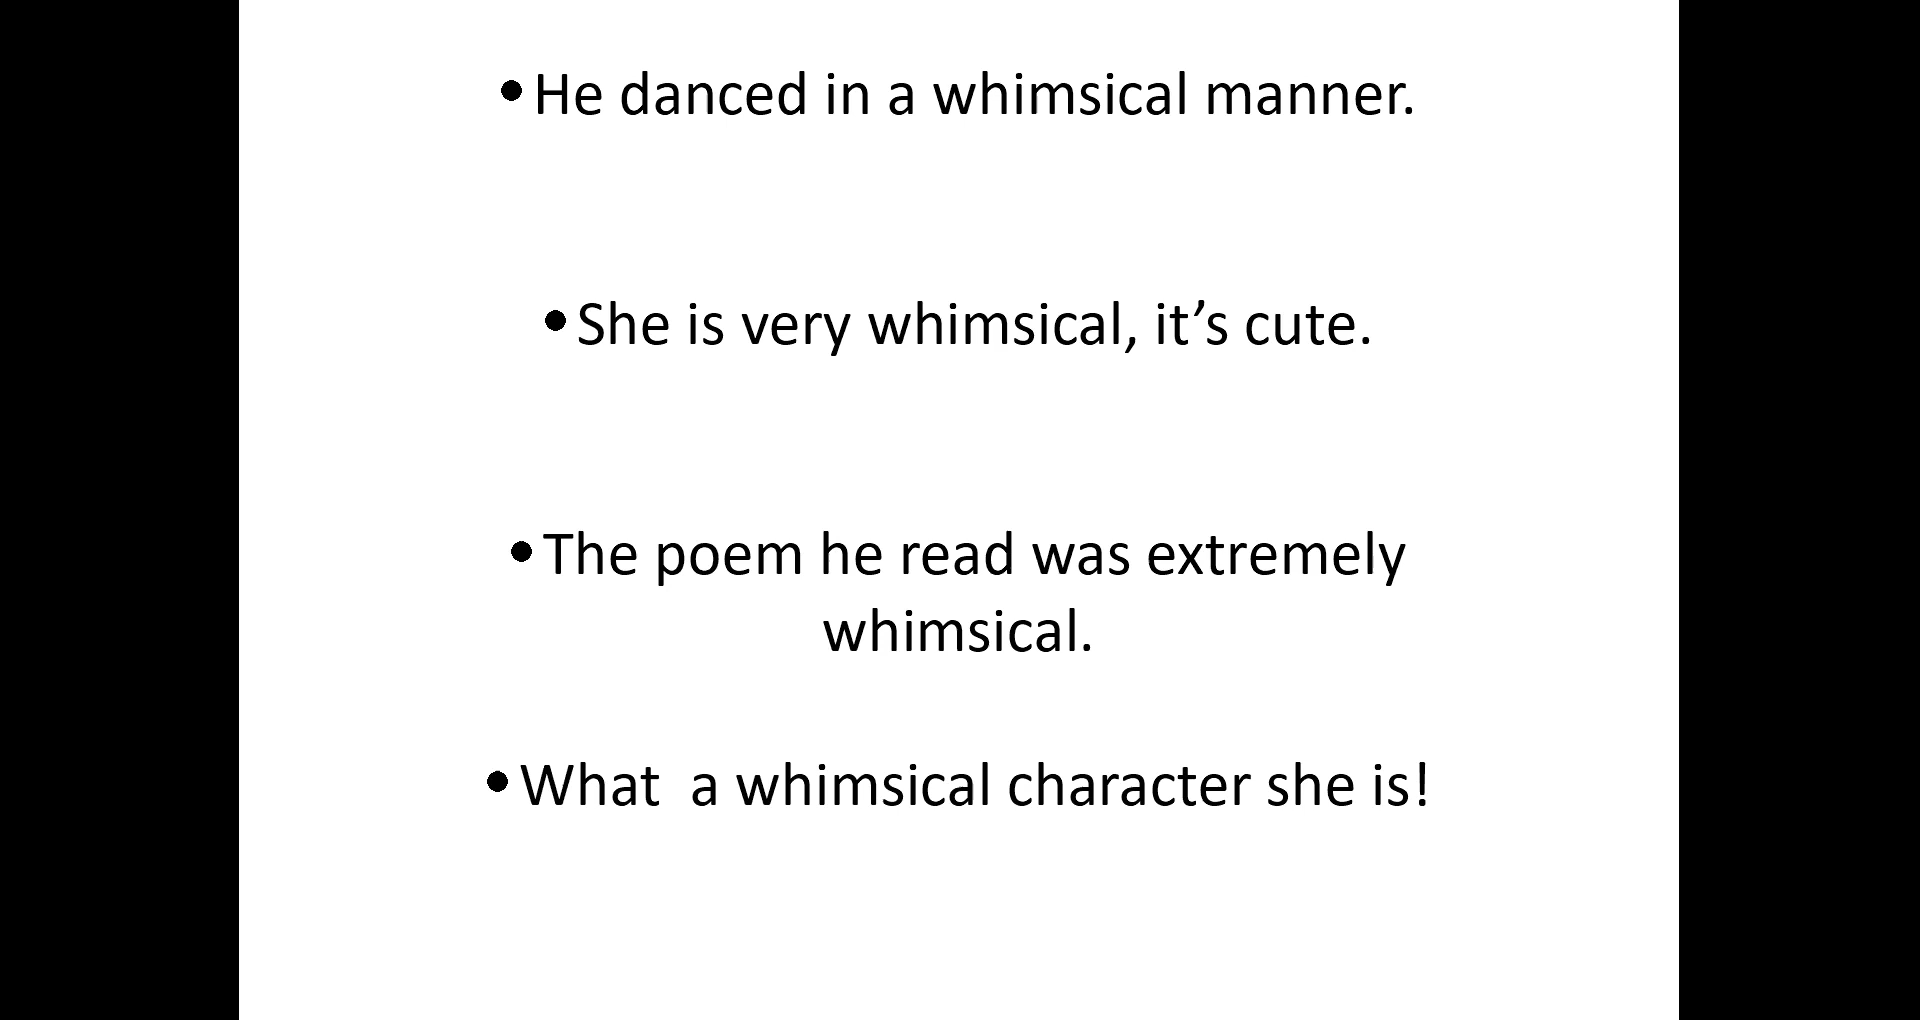 • He danced in a whimsical manner.
• She is very whimsical, it’s cute.
• The poem he read was extremely
whimsical.
• What  a whimsical character she is!